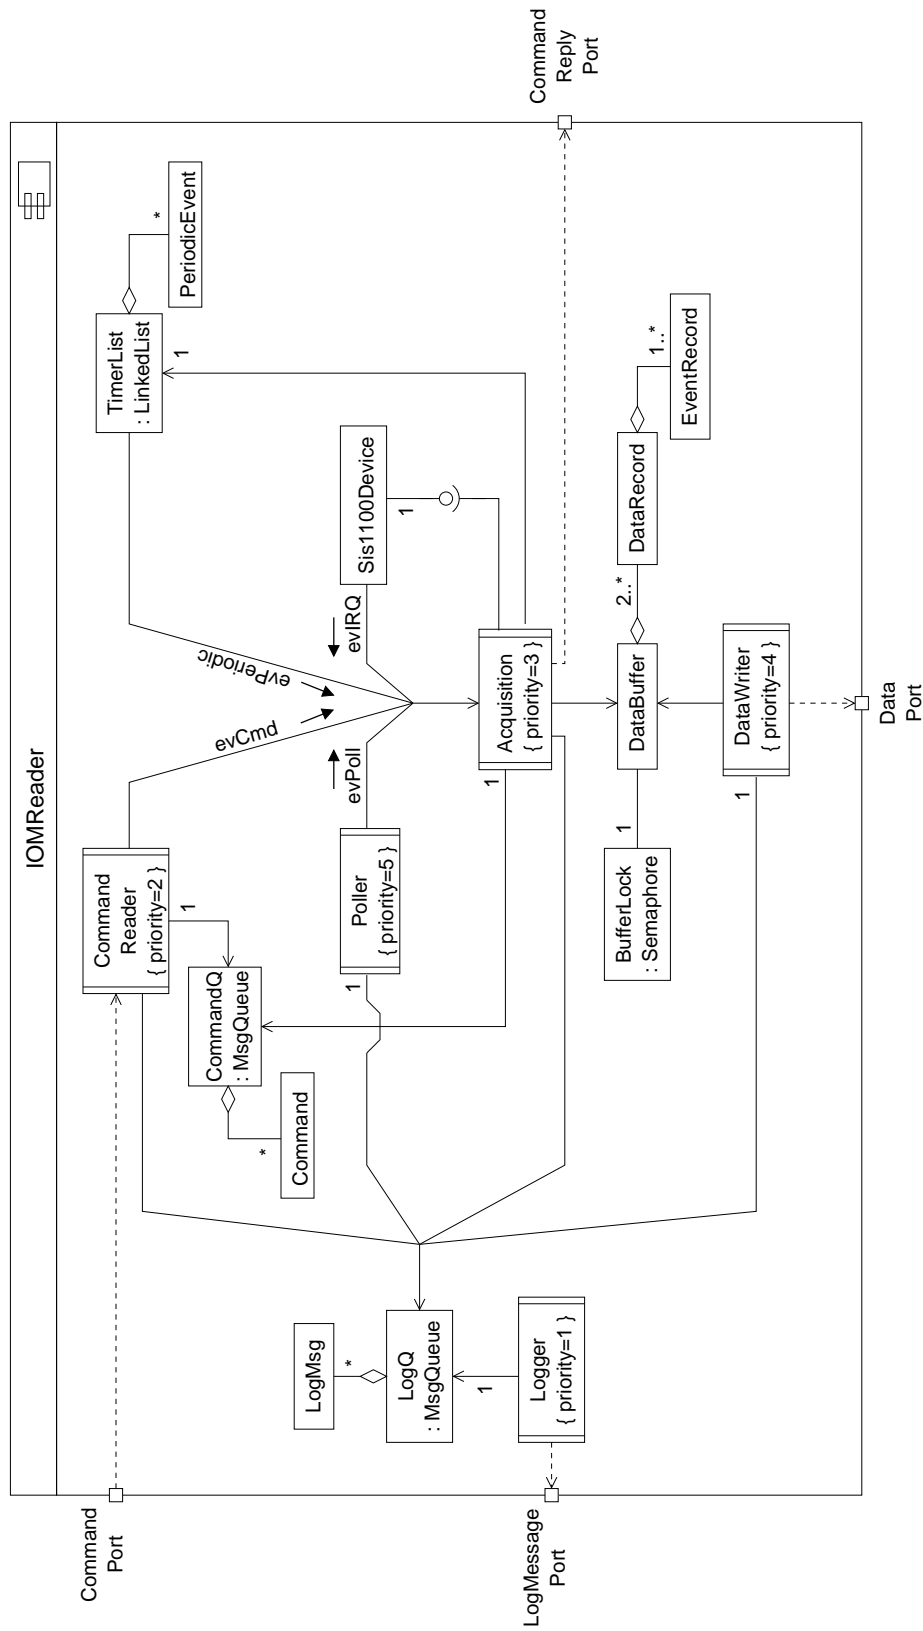 IOMReader
Command
Port
Command
Reader
{ priority=2 }
TimerList
: LinkedList
*
PeriodicEvent
1
1
evCmd
evPeriodic
CommandQ
: MsgQueue
*
Command
LogMsg
*
Poller
{ priority=5 }
1
evPoll
evIRQ
Sis1100Device
1
LogQ
: MsgQueue
1
Logger
{ priority=1 }
LogMessage
Port
1
Acquisition
{ priority=3 }
Command
Reply
Port
BufferLock
: Semaphore
1
DataBuffer
2..*
DataRecord
1..*
EventRecord
1
DataWriter
{ priority=4 }
Data
Port